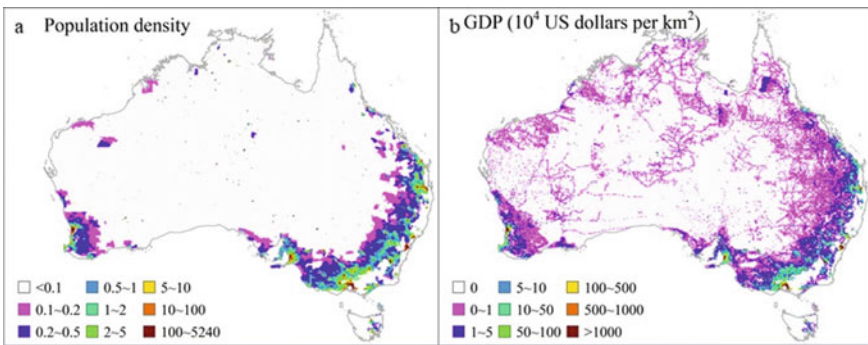 a Population density
<0.1 0.5~1 5~10
0.1~0.2 1~2 10~100
0.2~0.5 2~5 100~5240
b GDP (10⁴ US dollars per km²)
0 5~10 100~500
0~1 10~50 500~1000
1~5 50~100 >1000